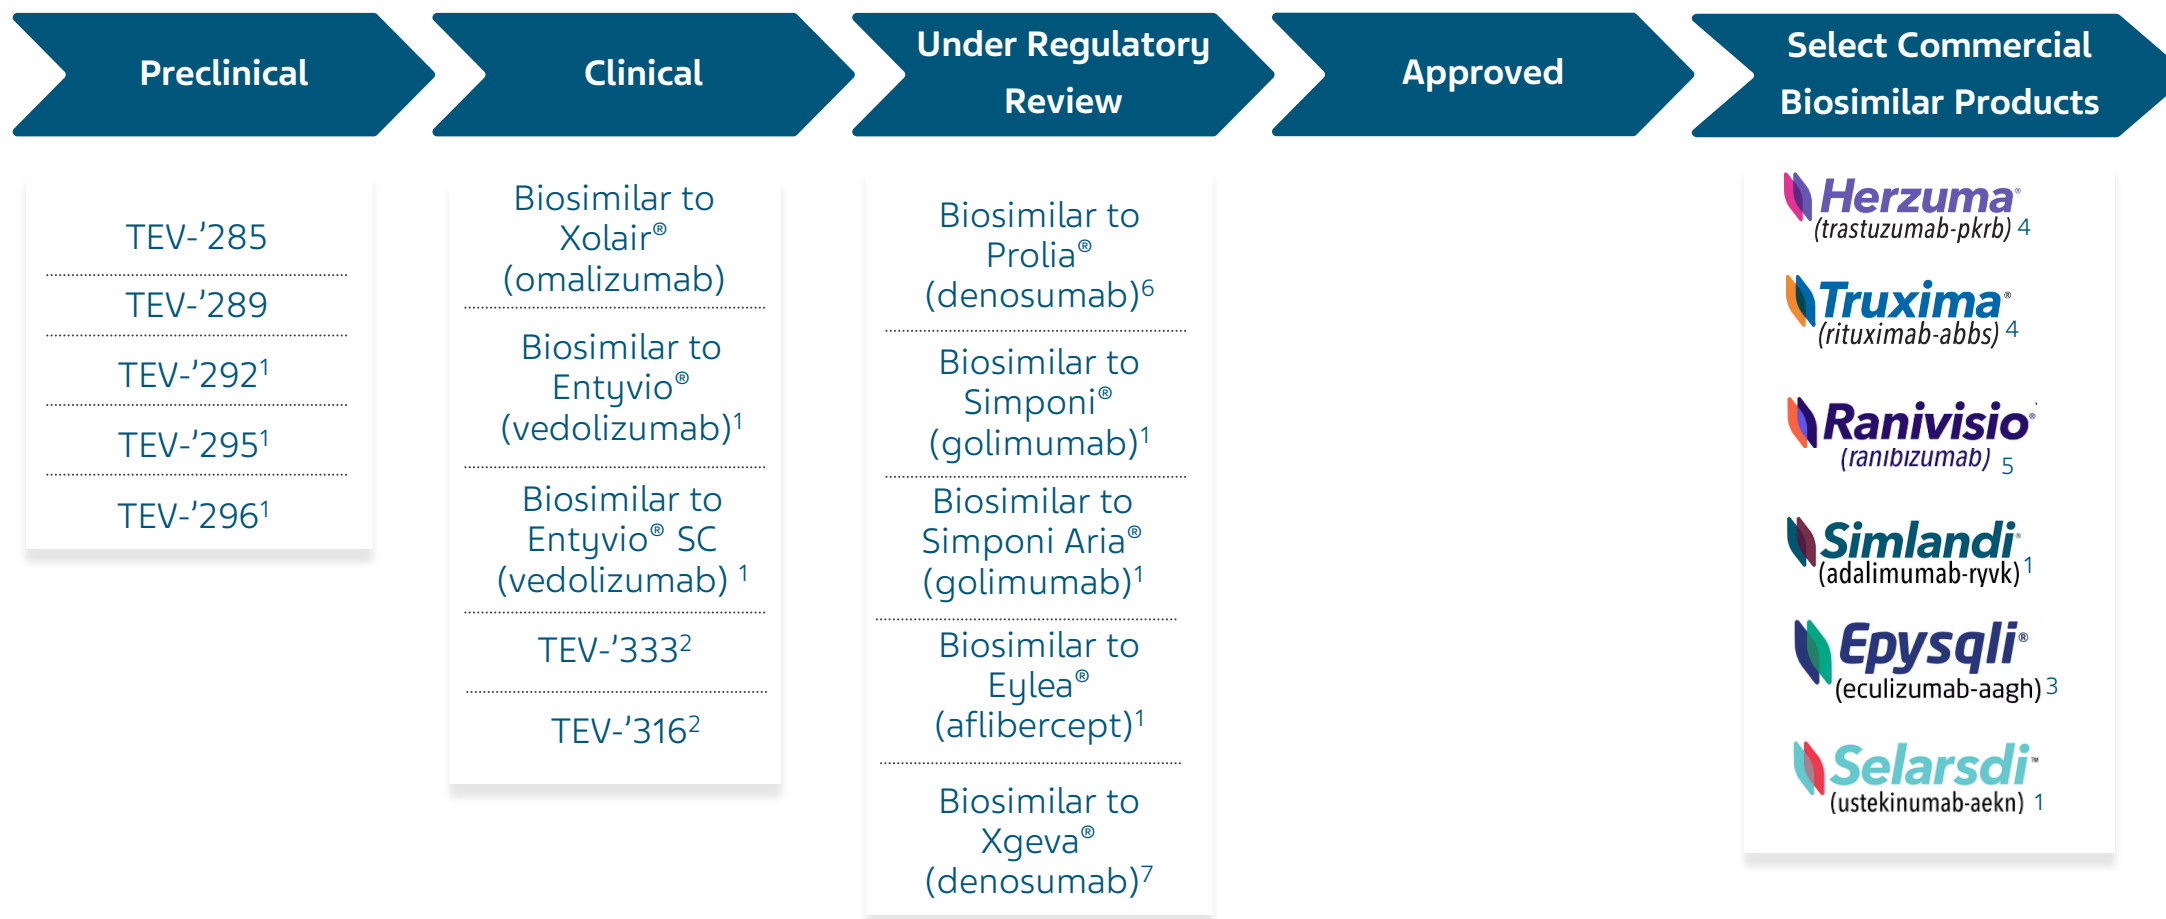 Preclinical
Clinical
Under Regulatory
Review
Approved
Select Commercial
Biosimilar Products
TEV-’285
TEV-’289
TEV-’292¹
TEV-’295¹
TEV-’296¹
Biosimilar to
Xolair®
(omalizumab)
Biosimilar to
Entyvio®
(vedolizumab)¹
Biosimilar to
Entyvio® SC
(vedolizumab) ¹
TEV-’333²
TEV-’316²
Biosimilar to
Prolia®
(denosumab)⁶
Biosimilar to
Simponi®
(golimumab)¹
Biosimilar to
Simponi Aria®
(golimumab)¹
Biosimilar to
Eylea®
(aflibercept)¹
Biosimilar to
Xgeva®
(denosumab)⁷
Herzuma®
(trastuzumab-pkrb) 4
Truxima®
(rituximab-abbs) 4
Ranivisio®
(ranibizumab) 5
Simlandi®
(adalimumab-ryvk) 1
Epysqli®
(eculizumab-aagh) 3
Selarsdi™
(ustekinumab-aekn) 1